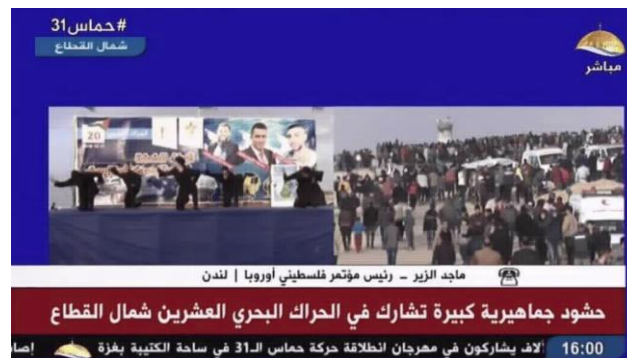 #حماس31
شمال القطاع
مباشر
20
ماجد الزير – رئيس مؤتمر فلسطينيي أوروبا | لندن
حشود جماهيرية كبيرة تشارك في الحراك البحري العشرين شمال القطاع
16:00 آلاف يشاركون في مهرجان انطلاقة حركة حماس الـ31 في ساحة الكتيبة بغزة